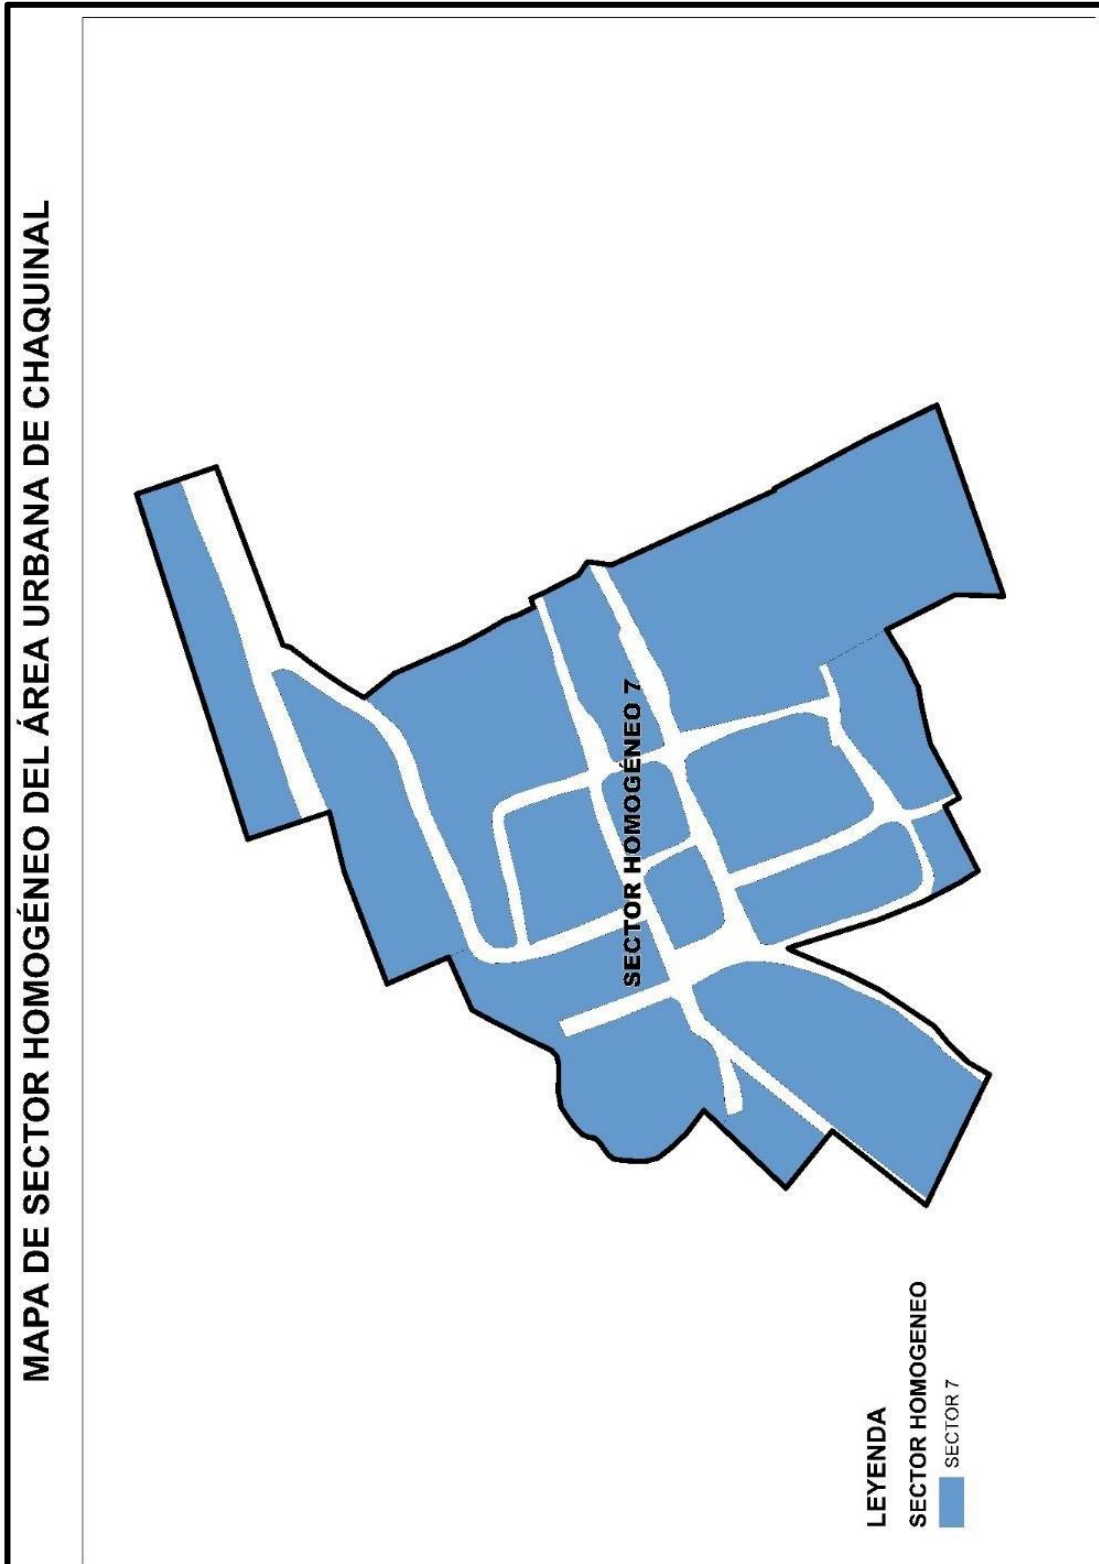 MAPA DE SECTOR HOMOGÉNEO DEL ÁREA URBANA DE CHAQUINAL
SECTOR HOMOGÉNEO 7
LEYENDA
SECTOR HOMOGENEO
SECTOR 7